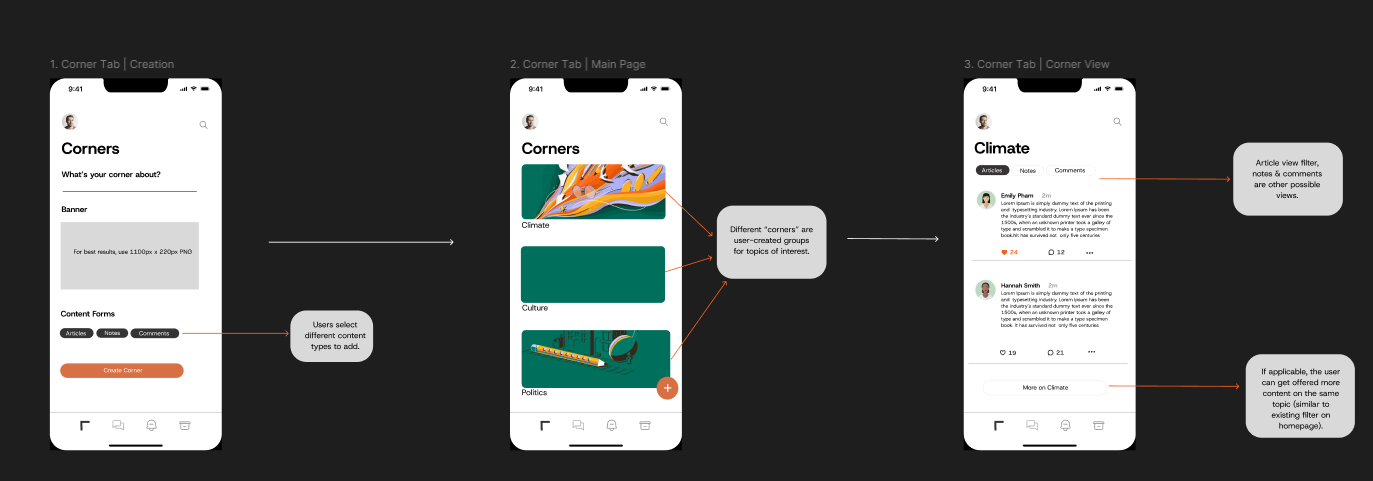 1. Corner Tab | Creation
9:41
Corners
What's your corner about?
Banner
For best results, use 1100px x 220px PNG
Content Forms
Articles
Notes
Comments
Create Corner
Users select
different content
types to add.
2. Corner Tab | Main Page
9:41
Corners
Climate
Culture
Politics
+
Different “corners” are
user-created groups
for topics of interest.
3. Corner Tab | Corner View
9:41
Climate
Articles
Notes
Comments
Emily Pham 2m
Lorem Ipsum is simply dummy text of the printing
and typesetting industry. Lorem Ipsum has been
the industry's standard dummy text ever since the
1500s, when an unknown printer took a galley of
type and scrambled it to make a type specimen
book.hh has survived not only five centuries
24
12
Hannah Smith 2m
Lorem Ipsum is simply dummy text of the printing
and typesetting industry. Lorem Ipsum has been
the industry's standard dummy text ever since the
1500s, when an unknown printer took a galley of
type and scrambled it to make a type specimen
book. It has survived not only five centuries
19
21
More on Climate
Article view filter,
notes & comments
are other possible
views.
If applicable, the user
can get offered more
content on the same
topic (similar to
existing filter on
homepage).